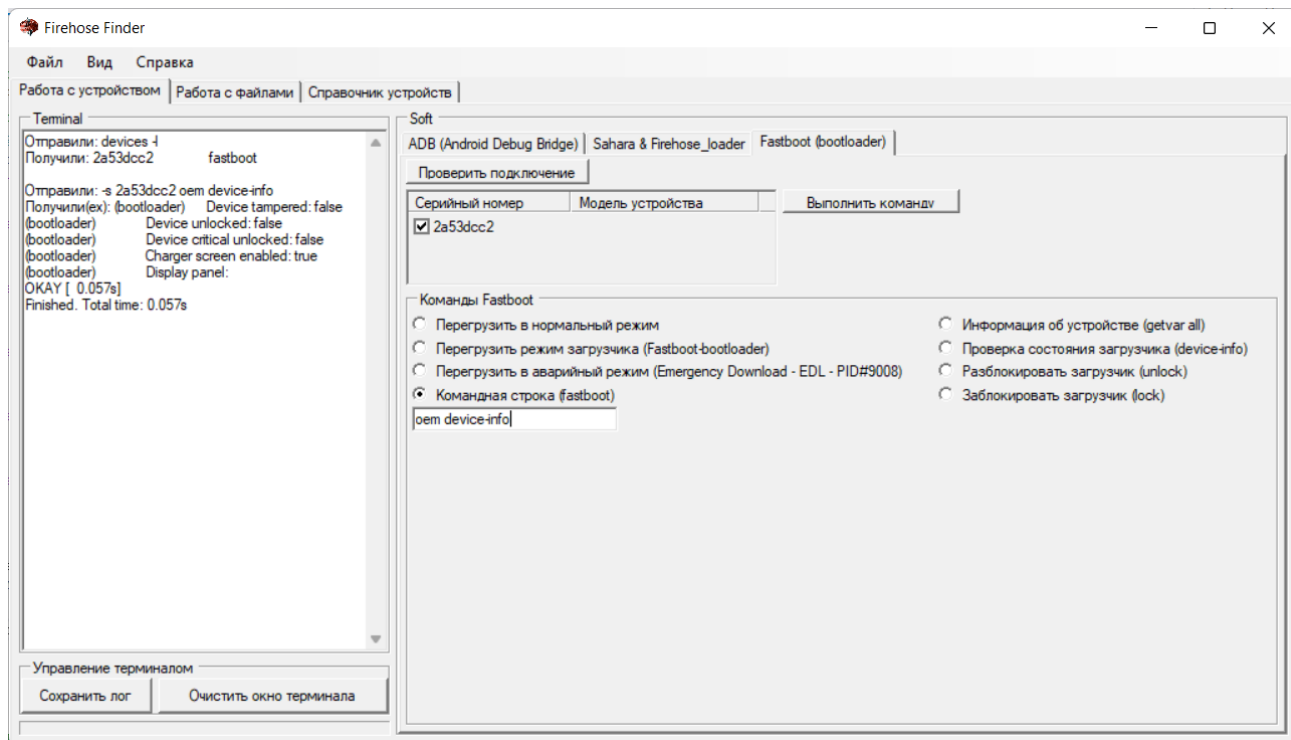 Firehose Finder
Файл Вид Справка
Работа с устройством Работа с файлами Справочник устройств
Terminal
Отправили: devices -l
Получили: 2a53dcc2 fastboot
Отправили: -s 2a53dcc2 oem device-info
Получили(ex): (bootloader) Device tampered: false
(bootloader) Device unlocked: false
(bootloader) Device critical unlocked: false
(bootloader) Charger screen enabled: true
(bootloader) Display panel:
OKAY [ 0.057s]
Finished. Total time: 0.057s
Управление терминалом
Сохранить лог Очистить окно терминала
Soft
ADB (Android Debug Bridge) Sahara & Firehose_loader Fastboot (bootloader)
Проверить подключение
Серийный номер Модель устройства Выполнить команду
2a53dcc2
Команды Fastboot
Перегрузить в нормальный режим
Перегрузить режим загрузчика (Fastboot-bootloader)
Перегрузить в аварийный режим (Emergency Download - EDL - PID#9008)
Командная строка (fastboot)
oem device-info
Информация об устройстве (getvar all)
Проверка состояния загрузчика (device-info)
Разблокировать загрузчик (unlock)
Заблокировать загрузчик (lock)